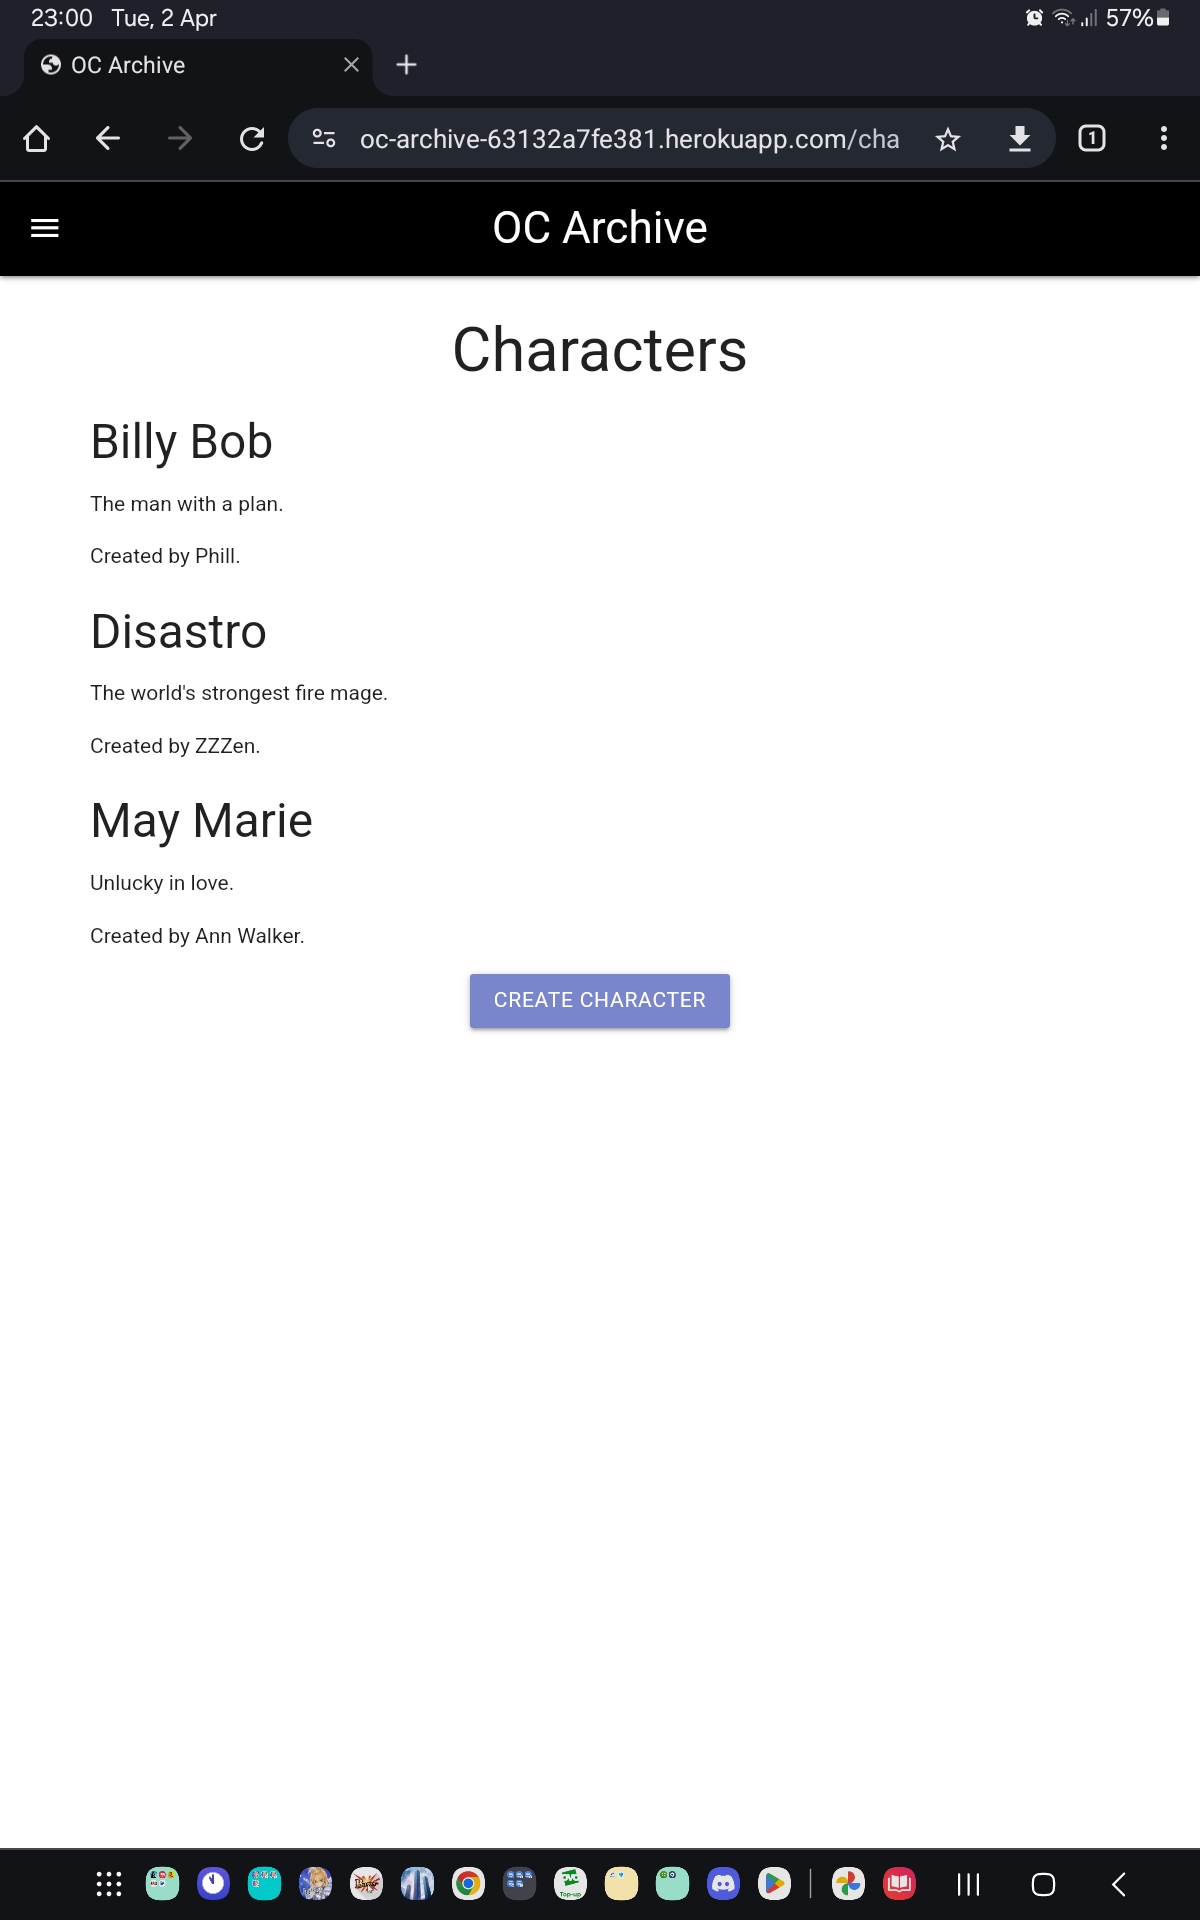 23:00 Tue, 2 Apr
57%
OC Archive
oc-archive-63132a7fe381.herokuapp.com/cha
1
OC Archive
Characters
Billy Bob
The man with a plan.
Created by Phill.
Disastro
The world's strongest fire mage.
Created by ZZZen.
May Marie
Unlucky in love.
Created by Ann Walker.
CREATE CHARACTER
Top-up